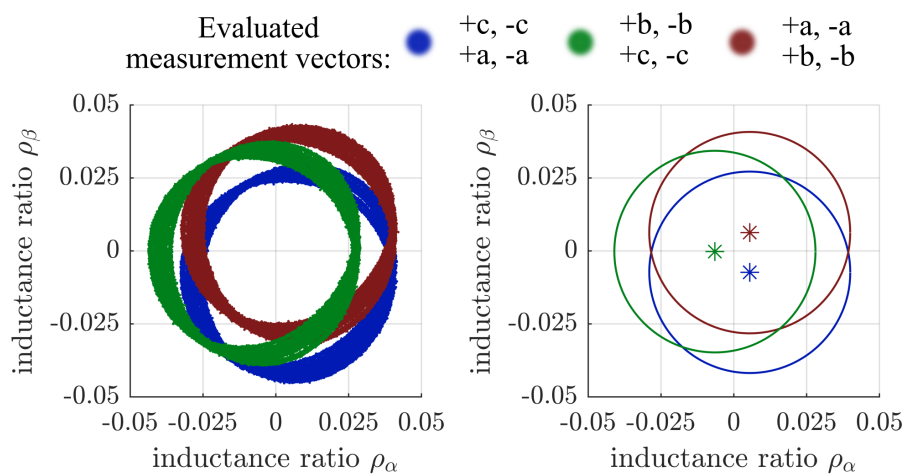 Evaluated
measurement vectors:
+c, -c
+a, -a
+b, -b
+c, -c
+a, -a
+b, -b
inductance ratio ρβ
0.05
0.025
0
-0.025
-0.05
-0.05 -0.025 0 0.025 0.05
inductance ratio ρα
inductance ratio ρβ
0.05
0.025
0
-0.025
-0.05
-0.05 -0.025 0 0.025 0.05
inductance ratio ρα